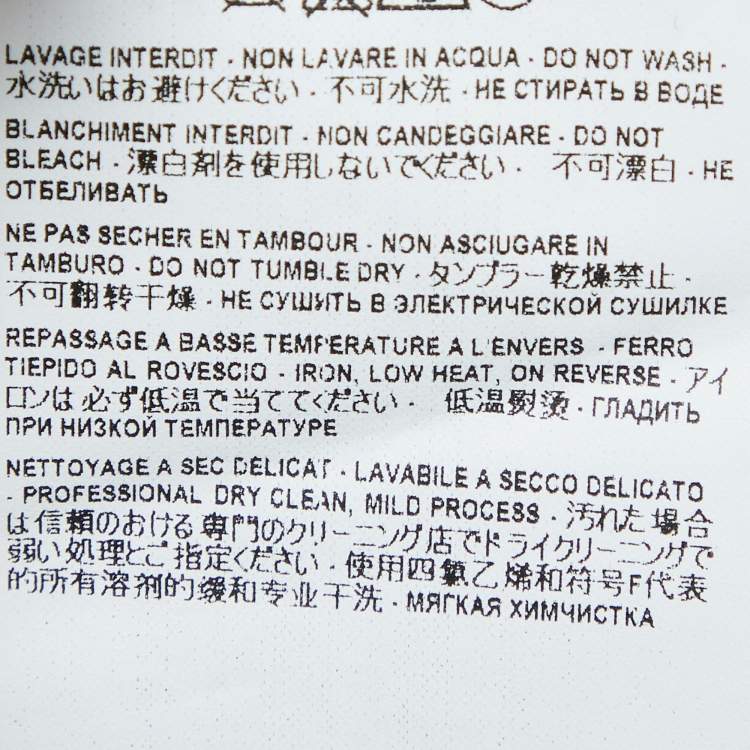 LAVAGE INTERDIT - NON LAVARE IN ACQUA - DO NOT WASH -
水洗いはお避けください - 不可水洗 - НЕ СТИРАТЬ В ВОДЕ
BLANCHIMENT INTERDIT - NON CANDEGGIARE - DO NOT
BLEACH - 漂白剤を使用しないでください - 不可漂白 - НЕ
ОТБЕЛИВАТЬ
NE PAS SECHER EN TAMBOUR - NON ASCIUGARE IN
TAMBURO - DO NOT TUMBLE DRY - タンブラー乾燥禁止 -
不可翻转干燥 - НЕ СУШИТЬ В ЭЛЕКТРИЧЕСКОЙ СУШИЛКЕ
REPASSAGE A BASSE TEMPERATURE A L'ENVERS - FERRO
TIEPIDO AL ROVESCIO - IRON, LOW HEAT, ON REVERSE - アイ
ロンは必ず低温で当ててください - 低温熨烫 - ГЛАДИТЬ
ПРИ НИЗКОЙ ТЕМПЕРАТУРЕ
NETTOYAGE A SEC DELICAT - LAVABILE A SECCO DELICATO
- PROFESSIONAL DRY CLEAN, MILD PROCESS - 汚れた場合
は信頼のおける専門のクリーニング店でドライクリーニングで
弱い処理とご指定ください - 使用四氯乙烯和符号F代表
的所有溶剂的缓和专业干洗 - МЯГКАЯ ХИМЧИСТКА